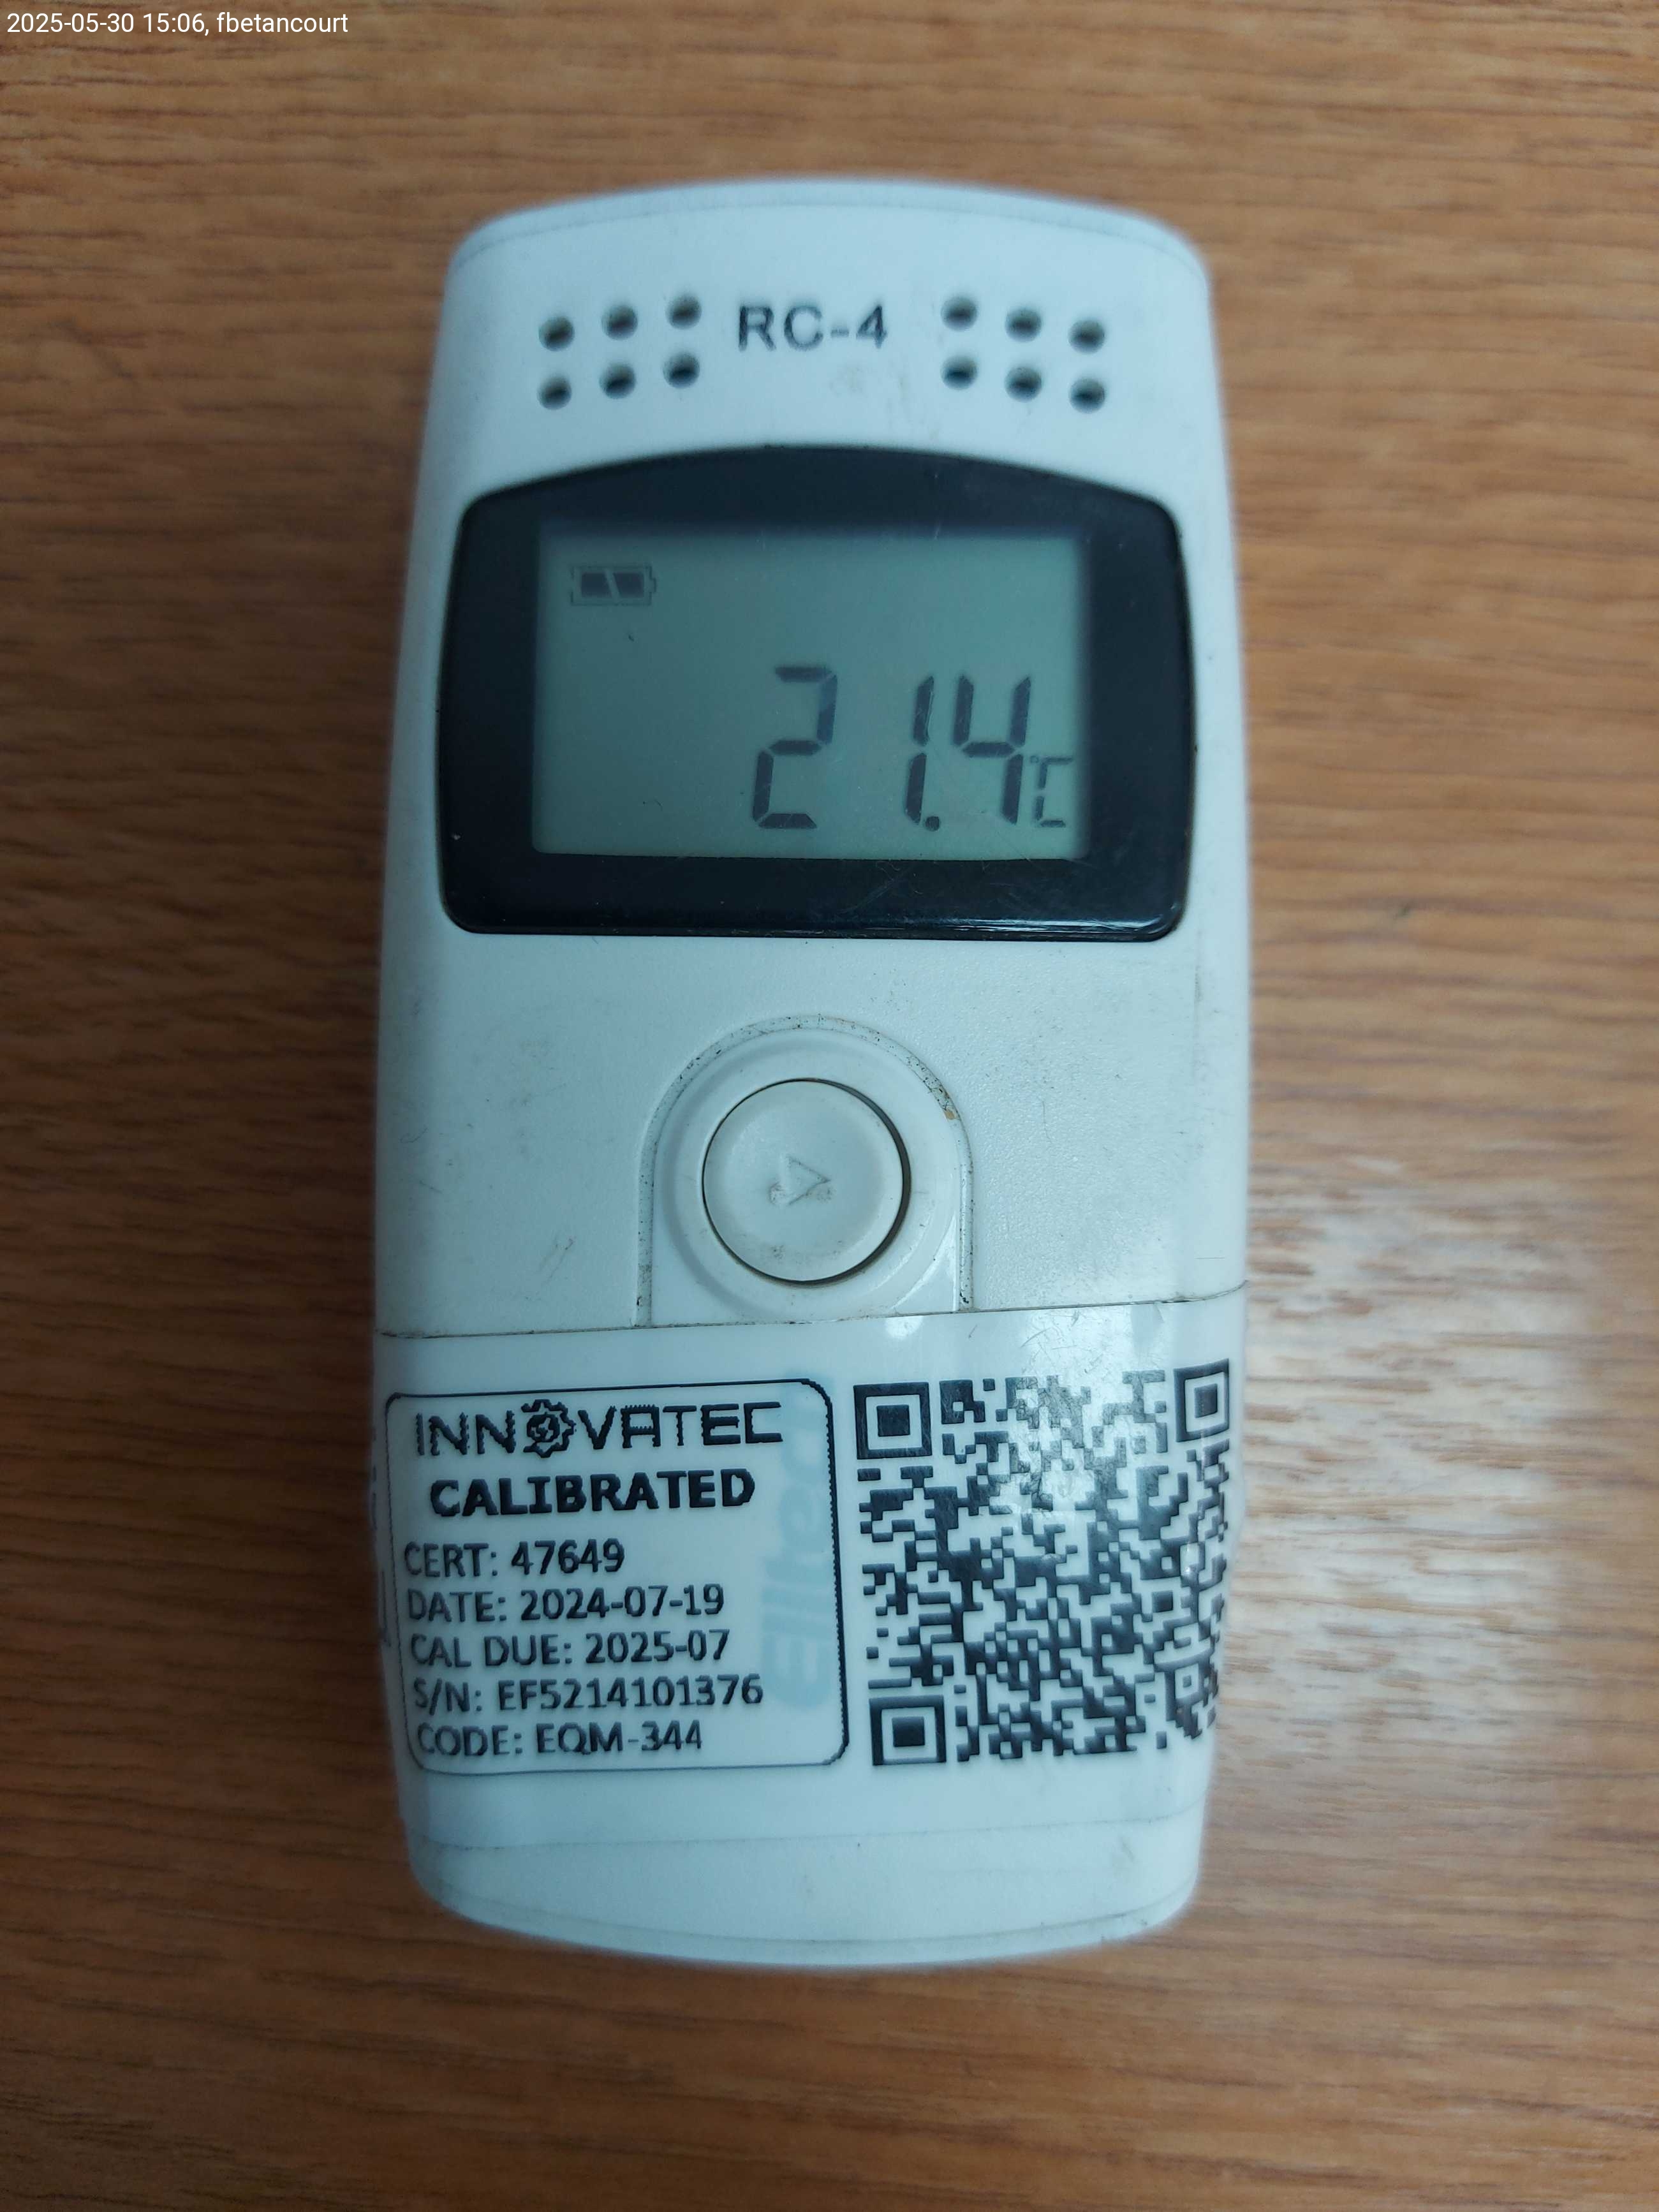 2025-05-30 15:06, fbetancourt
RC-4
21.4°C
INNOVATEC
CALIBRATED
CERT: 47649
DATE: 2024-07-19
CAL DUE: 2025-07
S/N: EF5214101376
CODE: EQM-344
Elitech